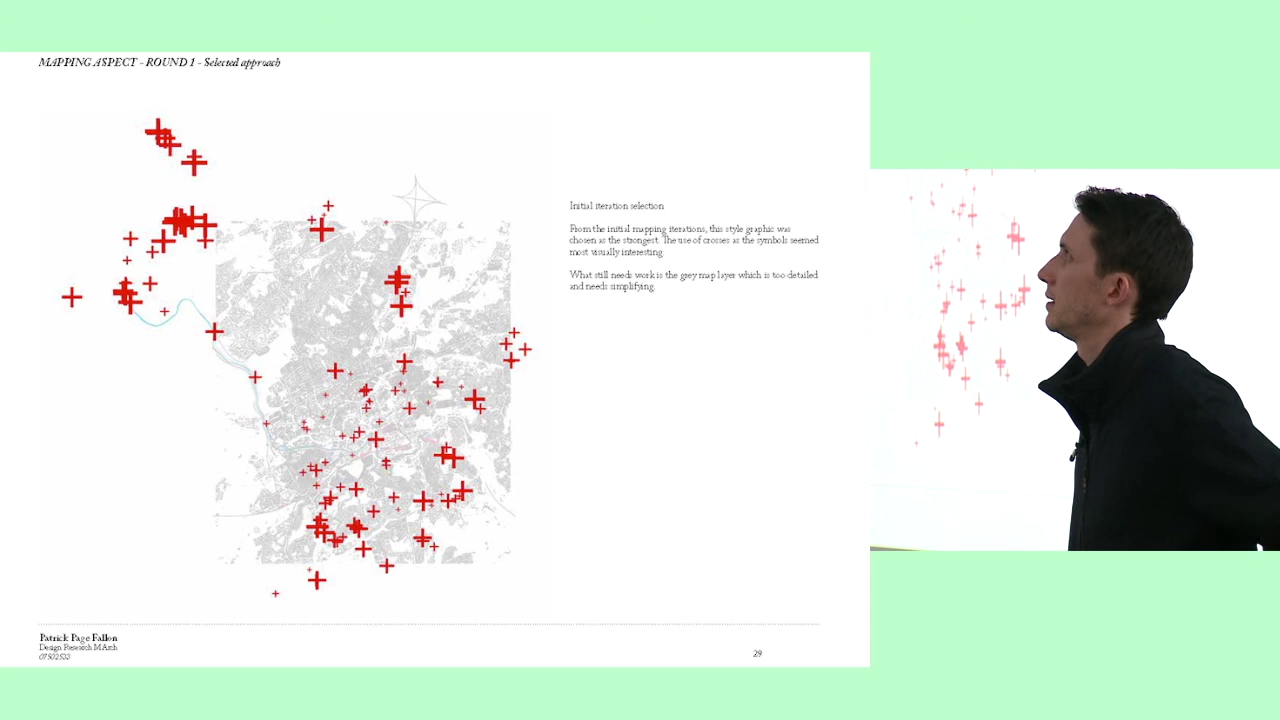 MAPPING ASPECT - ROUND 1 - Selected approach
Initial iteration selection
From the initial mapping iterations, this style graphic was
chosen as the strongest. The use of crosses as the symbols seemed
most visually interesting.
What still needs work is the grey map layer which is too detailed
and needs simplifying.
Patrick Page Fallon
Design Research MArch
07502533
29